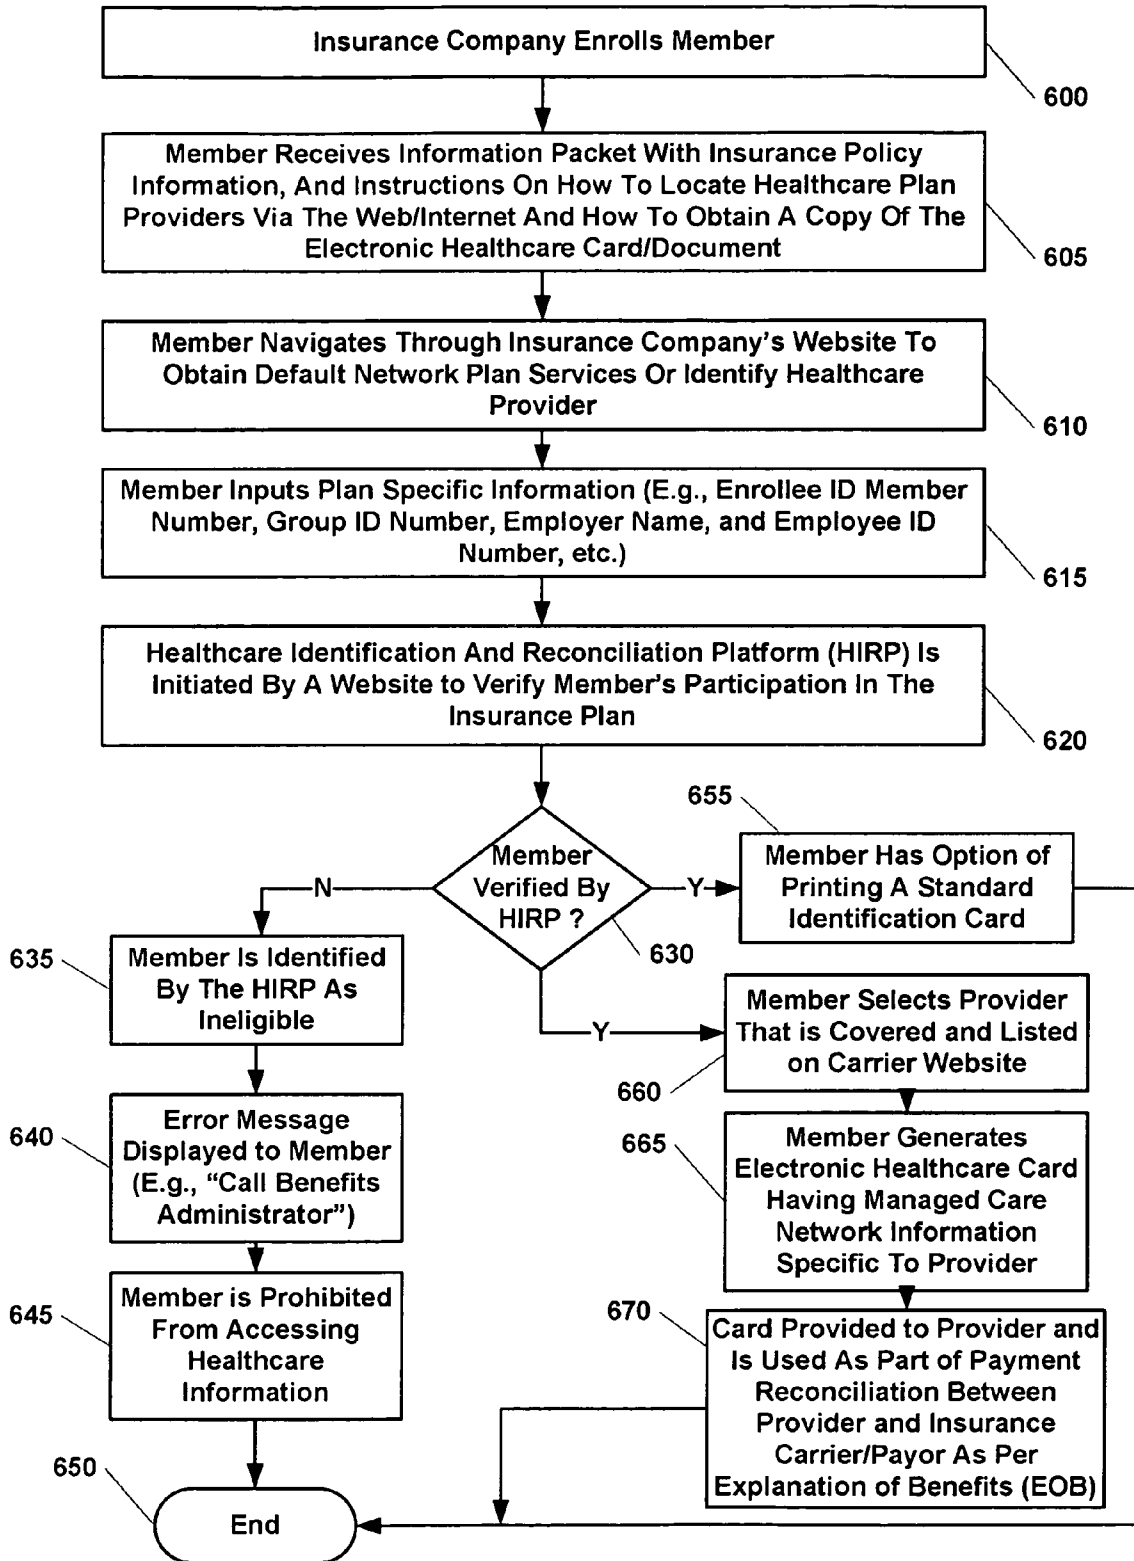 Insurance Company Enrolls Member
600
Member Receives Information Packet With Insurance Policy
Information, And Instructions On How To Locate Healthcare Plan
Providers Via The Web/Internet And How To Obtain A Copy Of The
Electronic Healthcare Card/Document
605
Member Navigates Through Insurance Company's Website To
Obtain Default Network Plan Services Or Identify Healthcare
Provider
610
Member Inputs Plan Specific Information (E.g., Enrollee ID Member
Number, Group ID Number, Employer Name, and Employee ID
Number, etc.)
615
Healthcare Identification And Reconciliation Platform (HIRP) Is
Initiated By A Website to Verify Member's Participation In The
Insurance Plan
620
Member
Verified By
HIRP ?
630
N
Y
Y
655
Member Has Option of
Printing A Standard
Identification Card
635
Member Is Identified
By The HIRP As
Ineligible
Member Selects Provider
That is Covered and Listed
on Carrier Website
660
640
Error Message
Displayed to Member
(E.g., “Call Benefits
Administrator”)
665
Member Generates
Electronic Healthcare Card
Having Managed Care
Network Information
Specific To Provider
645
Member is Prohibited
From Accessing
Healthcare
Information
670
Card Provided to Provider and
Is Used As Part of Payment
Reconciliation Between
Provider and Insurance
Carrier/Payor As Per
Explanation of Benefits (EOB)
650
End